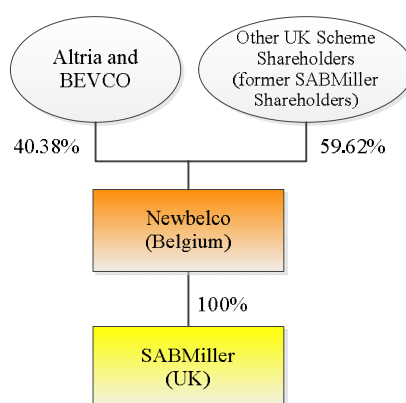 Altria and
BEVCO
Other UK Scheme
Shareholders
(former SABMiller
Shareholders)
40.38%
59.62%
Newbelco
(Belgium)
100%
SABMiller
(UK)